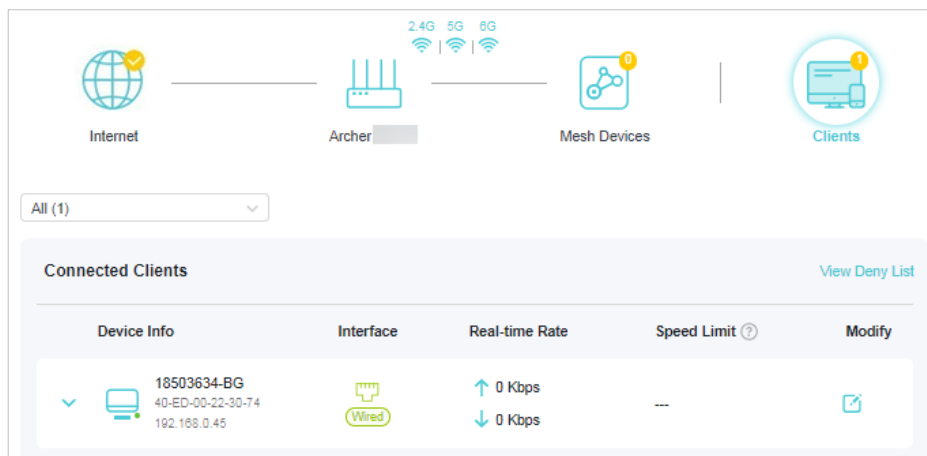 2.4G 5G 6G
0
1
Internet
Archer
Mesh Devices
Clients
All (1)
Connected Clients
View Deny List
Device Info
Interface
Real-time Rate
Speed Limit ?
Modify
18503634-BG
40-ED-00-22-30-74
192.168.0.45
Wired
0 Kbps
0 Kbps
---